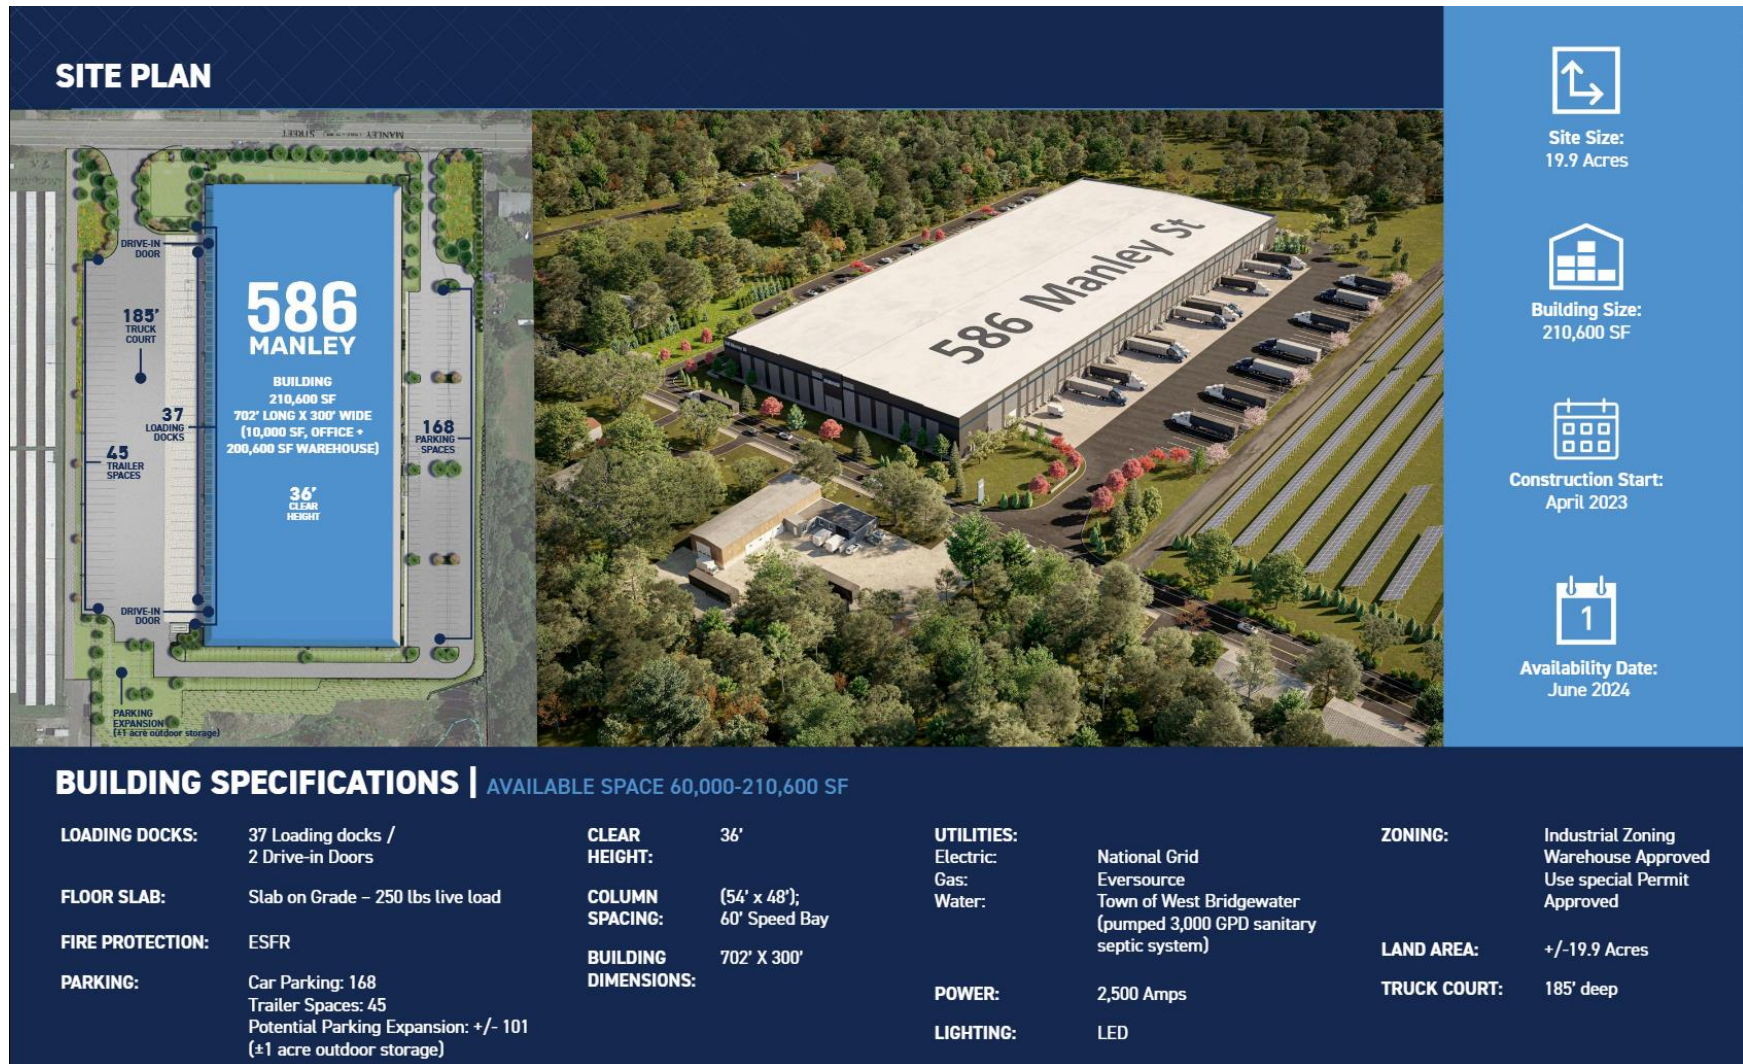 SITE PLAN
MANLEY
STREET
DRIVE-IN
DOOR
185'
TRUCK
COURT
37
LOADING
DOCKS
45
TRAILER
SPACES
586
MANLEY
BUILDING
210,600 SF
702' LONG X 300' WIDE
(10,000 SF, OFFICE +
200,600 SF WAREHOUSE)
36'
CLEAR
HEIGHT
168
PARKING
SPACES
DRIVE-IN
DOOR
PARKING
EXPANSION
(±1 acre outdoor storage)
586 Manley St
Site Size:
19.9 Acres
Building Size:
210,600 SF
Construction Start:
April 2023
1
Availability Date:
June 2024
BUILDING SPECIFICATIONS | AVAILABLE SPACE 60,000-210,600 SF
LOADING DOCKS: 37 Loading docks /
2 Drive-in Doors
FLOOR SLAB: Slab on Grade – 250 lbs live load
FIRE PROTECTION: ESFR
PARKING: Car Parking: 168
Trailer Spaces: 45
Potential Parking Expansion: +/- 101
(±1 acre outdoor storage)
CLEAR 36'
HEIGHT:
COLUMN (54' x 48');
SPACING: 60' Speed Bay
BUILDING 702' X 300'
DIMENSIONS:
UTILITIES:
Electric: National Grid
Gas: Eversource
Water: Town of West Bridgewater
(pumped 3,000 GPD sanitary
septic system)
POWER: 2,500 Amps
LIGHTING: LED
ZONING: Industrial Zoning
Warehouse Approved
Use special Permit
Approved
LAND AREA: +/-19.9 Acres
TRUCK COURT: 185' deep